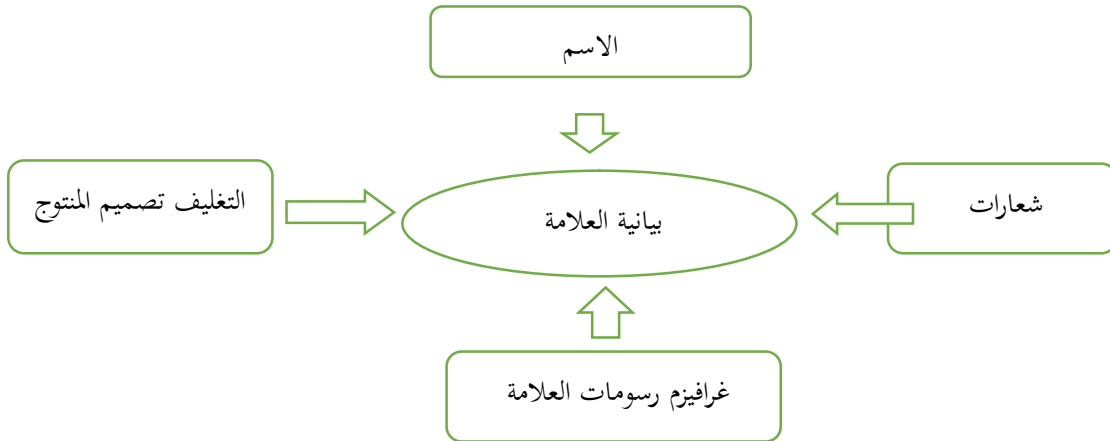 الاسم
شعارات
بيانية العلامة
التغليف تصميم المنتوج
غرافيزم رسومات العلامة